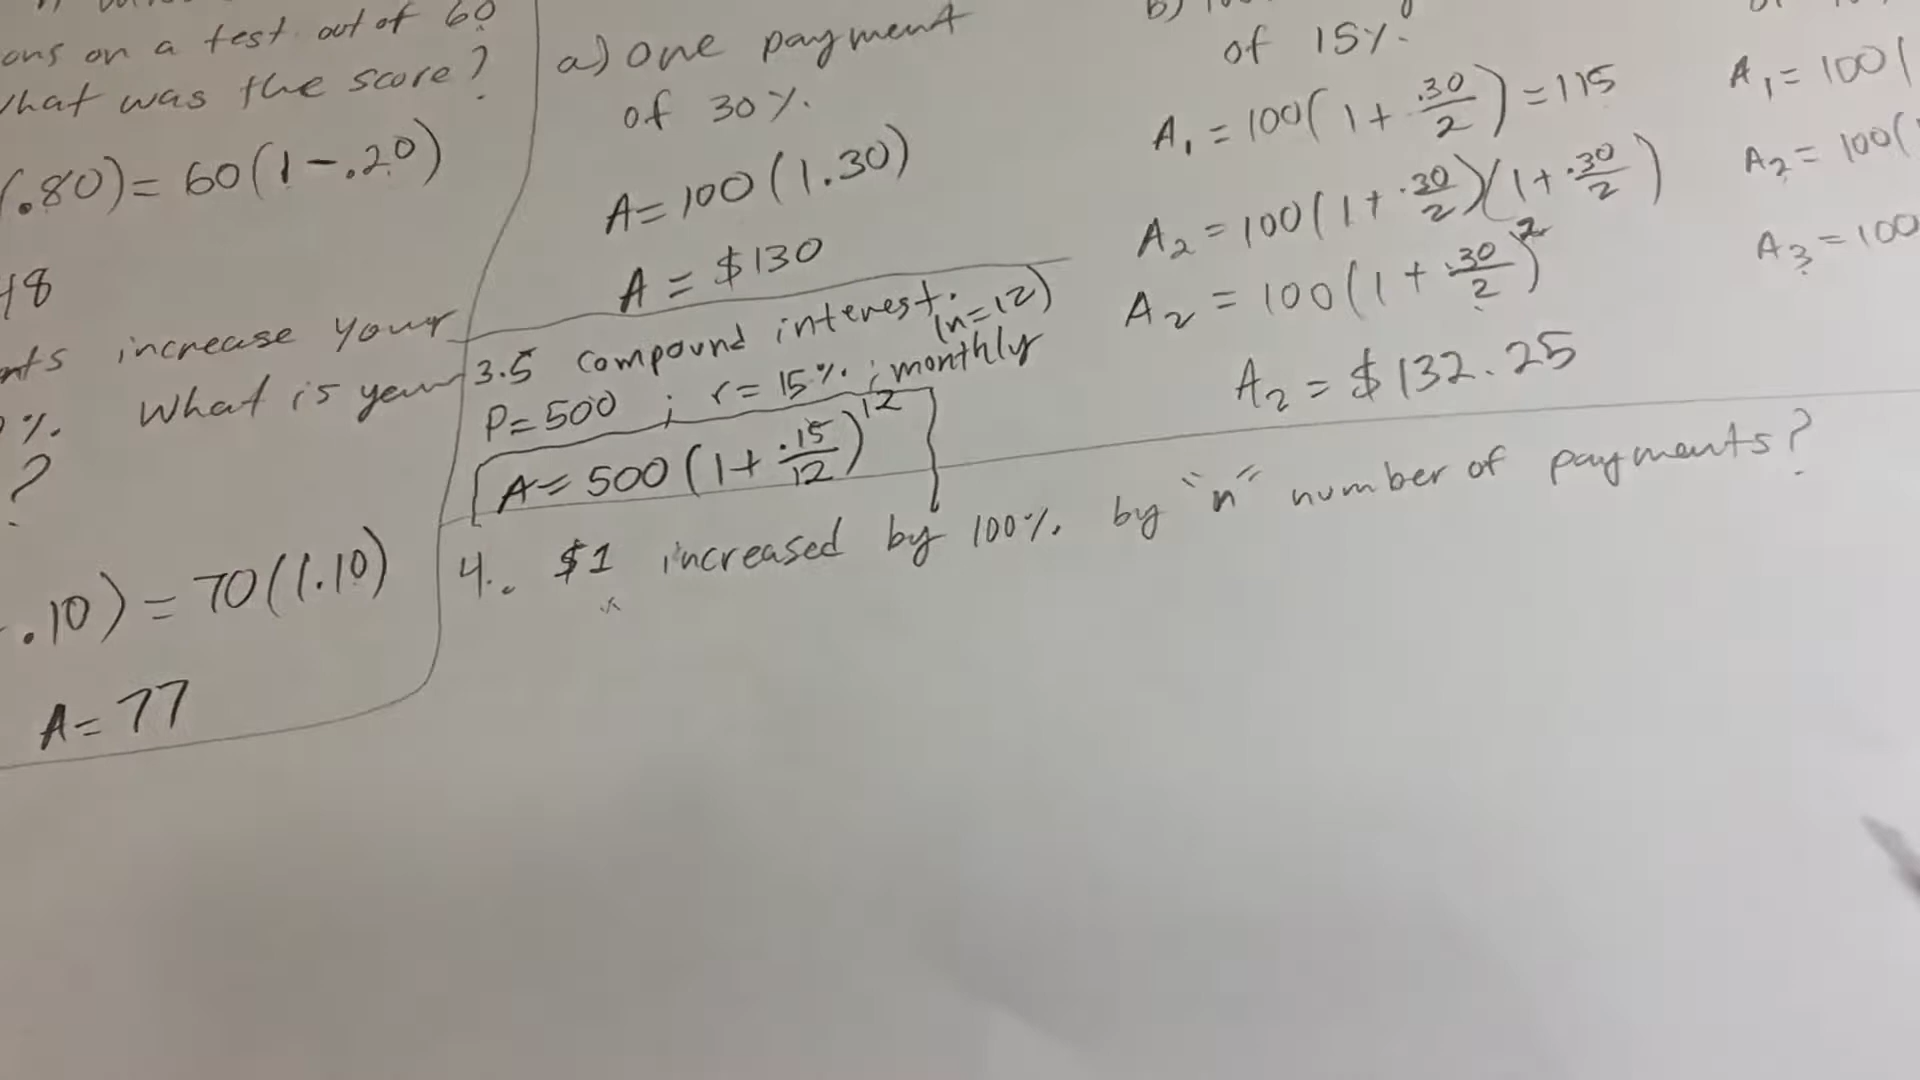 ons on a test out of 60
What was the score?
(.80) = 60(1-.20)
48
increase your
%. What is your
?
.10) = 70(1.10)
A = 77
a) one payment
of 30%.
A = 100(1.30)
A = $130
3.5 compound interest.
(n=12)
P = 500 ; r = 15% ; monthly
A = 500(1 + .15/12)^12
b)
of 15%.
A₁ = 100(1 + .30/2) = 115
A₂ = 100(1 + .30/2)(1 + .30/2)
A₂ = 100(1 + .30/2)²
A₂ = $132.25
A₁ = 100(
A₂ = 100(
A₃ = 100
4. $1 increased by 100%. by "n" number of payments?